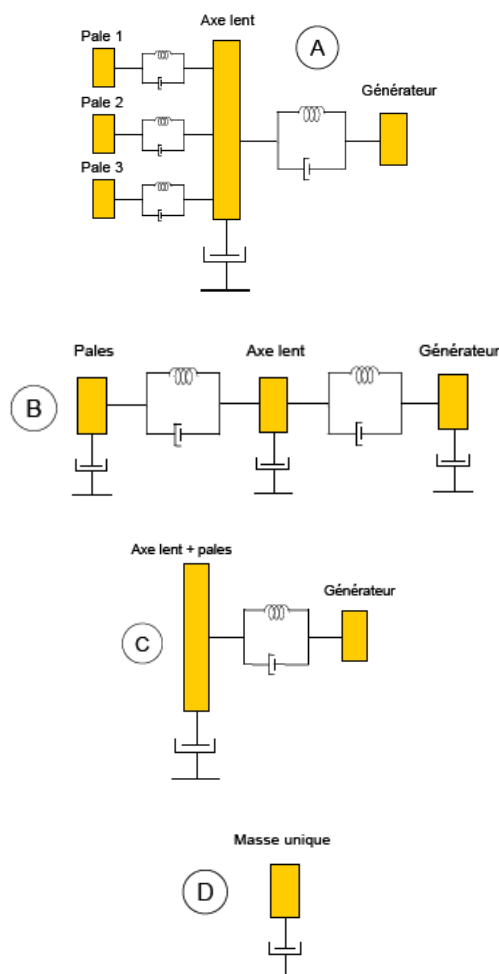 Axe lent
A
Pale 1
Générateur
Pale 2
Pale 3
Pales
Axe lent
Générateur
B
Axe lent + pales
Générateur
C
Masse unique
D